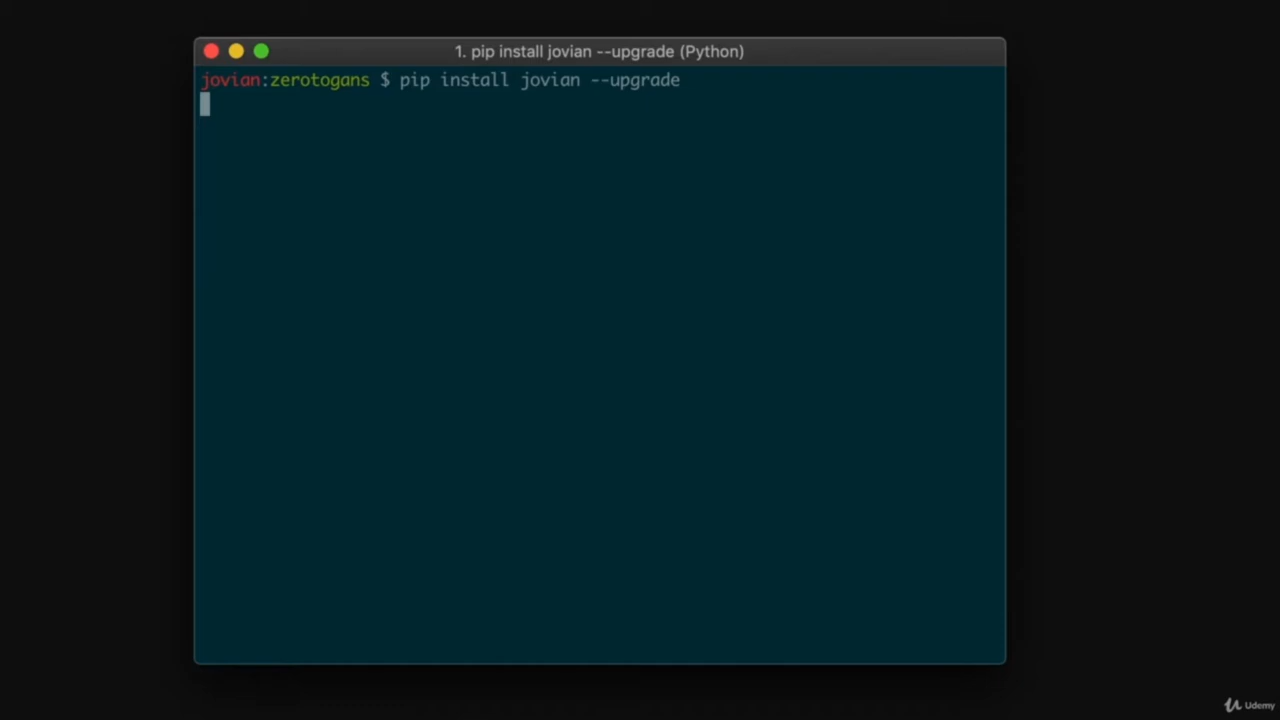 1. pip install jovian --upgrade (Python)
jovian:zerotogans $ pip install jovian --upgrade
Udemy